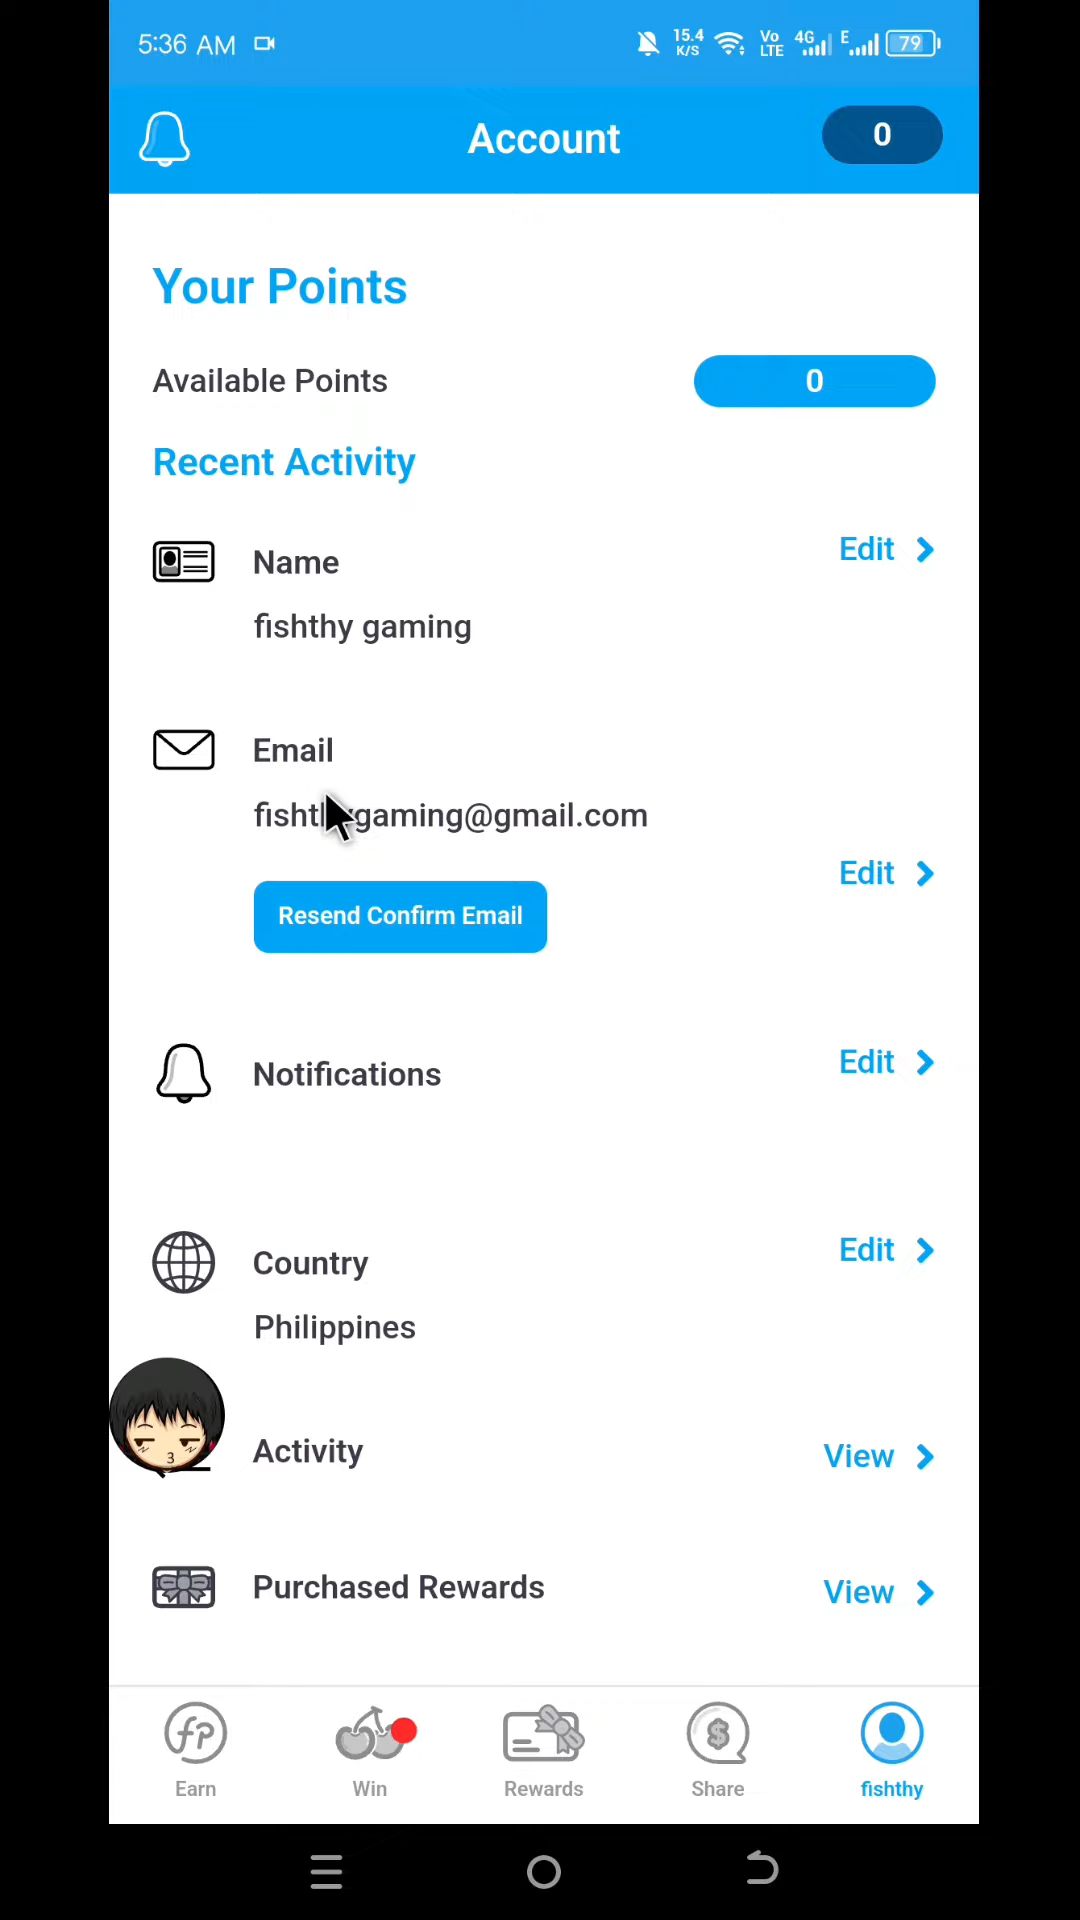 5:36 AM 15.4 K/S Vo LTE 4G E 79
Account 0
Your Points
Available Points 0
Recent Activity
Name Edit
fishthy gaming
Email
gaming@gmail.com
Edit
Resend Confirm Email
Notifications Edit
Country Edit
Philippines
3
Activity View
Purchased Rewards View
fp $
Earn Win Rewards Share fishthy